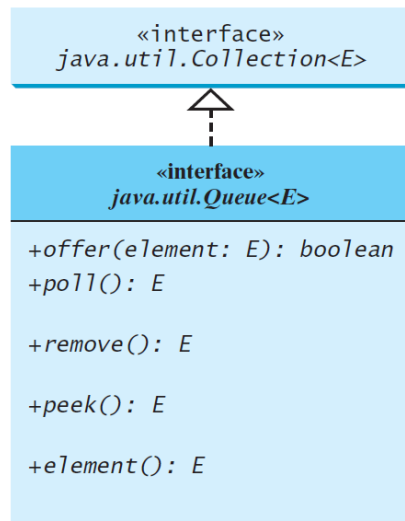 «interface»
java.util.Collection<E>
«interface»
java.util.Queue<E>
+offer(element: E): boolean
+poll(): E
+remove(): E
+peek(): E
+element(): E